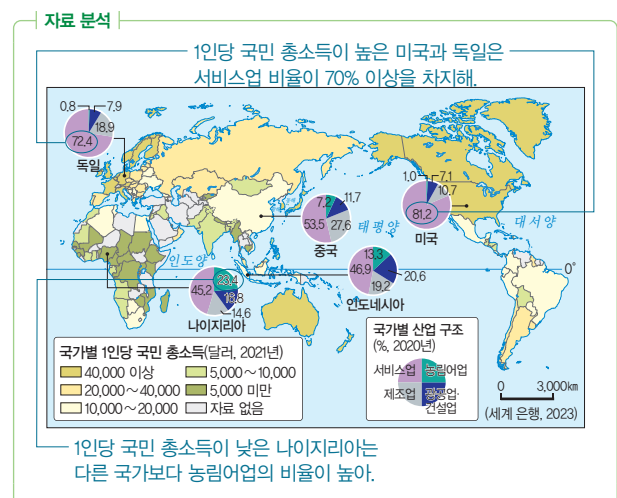 자료 분석
1인당 국민 총소득이 높은 미국과 독일은
서비스업 비율이 70% 이상을 차지해.
0.8 7.9
18.9
72.4
독일
7.2 11.7
53.5 27.6
중국
태평양
1.0 7.1
10.7
81.2
미국
대서양
인도양
0°
23.4
45.2
16.8
14.6
나이지리아
13.3
46.9 20.6
19.2
인도네시아
국가별 1인당 국민 총소득(달러, 2021년)
40,000 이상
20,000~40,000
10,000~20,000
5,000~10,000
5,000 미만
자료 없음
국가별 산업 구조
(%, 2020년)
서비스업 농림어업
제조업 광공업·
건설업
0 3,000km
(세계 은행, 2023)
1인당 국민 총소득이 낮은 나이지리아는
다른 국가보다 농림어업의 비율이 높아.